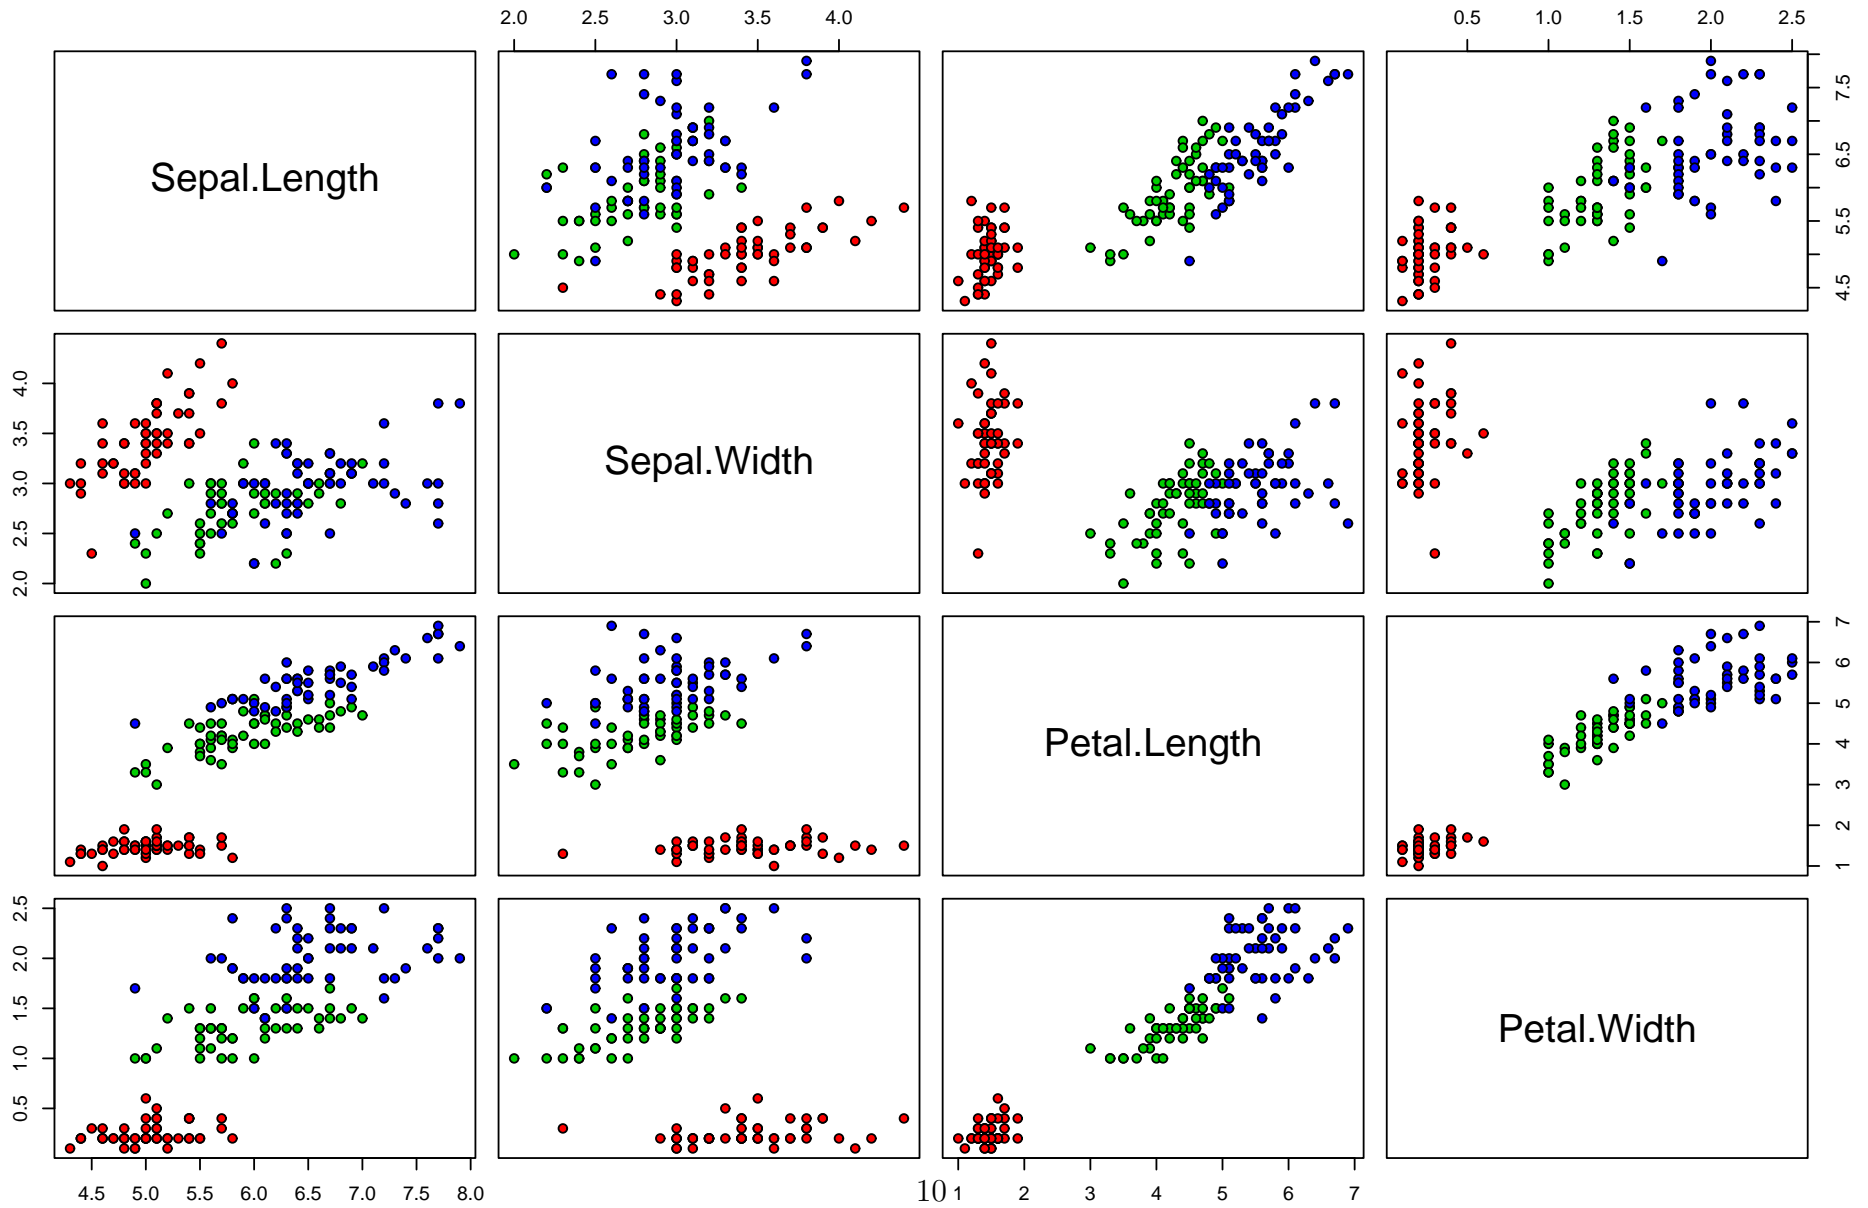 2.0 2.5 3.0 3.5 4.0 0.5 1.0 1.5 2.0 2.5
Sepal.Length
4.5 5.5 6.5 7.5
2.0 2.5 3.0 3.5 4.0
Sepal.Width
Petal.Length
1 2 3 4 5 6 7
0.5 1.0 1.5 2.0 2.5
Petal.Width
4.5 5.0 5.5 6.0 6.5 7.0 7.5 8.0 10 1 2 3 4 5 6 7